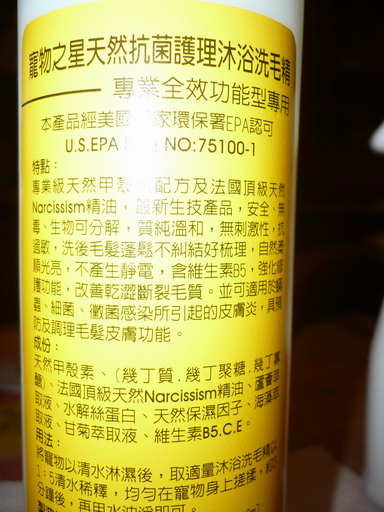 寵物之星天然抗菌護理沐浴洗毛精
專業全效功能型專用
本產品經美國 家環保署EPA認可
U.S.EPA NO:75100-1
特點：
專業級天然甲殼 配方及法國頂級天然
Narcissism精油，最新生技產品，安全、無
毒、生物可分解，質純溫和，無刺激性，抗
過敏，洗後毛髮蓬鬆不糾結好梳理，自然柔
順光亮，不產生靜電，含維生素B5，強化修
護功能，改善乾澀斷裂毛質。並可適用於
蟲、細菌、黴菌感染所引起的皮膚炎，具預
防及調理毛髮皮膚功能。
成份：
天然甲殼素、(幾丁質.幾丁聚糖.幾丁寡
醣)、法國頂級天然Narcissism精油、蘆薈萃
取液、水解絲蛋白、天然保濕因子、海藻萃
取液、甘菊萃取液、維生素B5.C.E。
用法：
將寵物以清水淋濕後，取適量沐浴洗毛精以
1：5清水稀釋，均勻在寵物身上搓揉，約3
分鐘後，再用水沖淨即可。